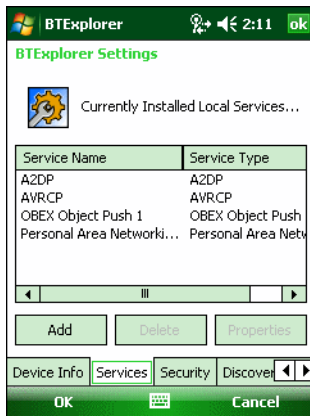 BTExplorer 2:11 ok
BTExplorer Settings
Currently Installed Local Services...
Service Name Service Type
A2DP A2DP
AVRCP AVRCP
OBEX Object Push 1 OBEX Object Push
Personal Area Networki... Personal Area Netw
Add Delete Properties
Device Info Services Security Discover
OK Cancel